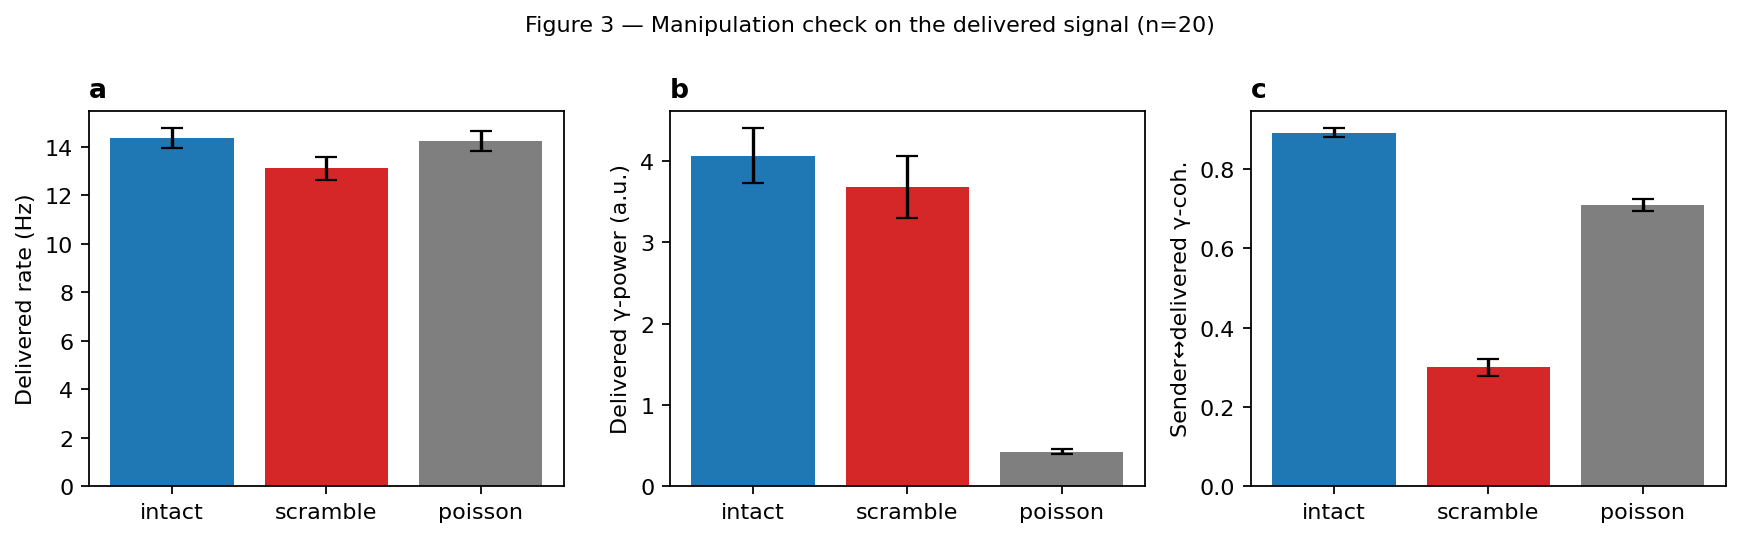 Figure 3 — Manipulation check on the delivered signal (n=20)
a
Delivered rate (Hz)
14
12
10
8
6
4
2
0
intact
scramble
poisson
b
Delivered γ-power (a.u.)
4
3
2
1
0
intact
scramble
poisson
c
Sender↔delivered γ-coh.
0.8
0.6
0.4
0.2
0.0
intact
scramble
poisson